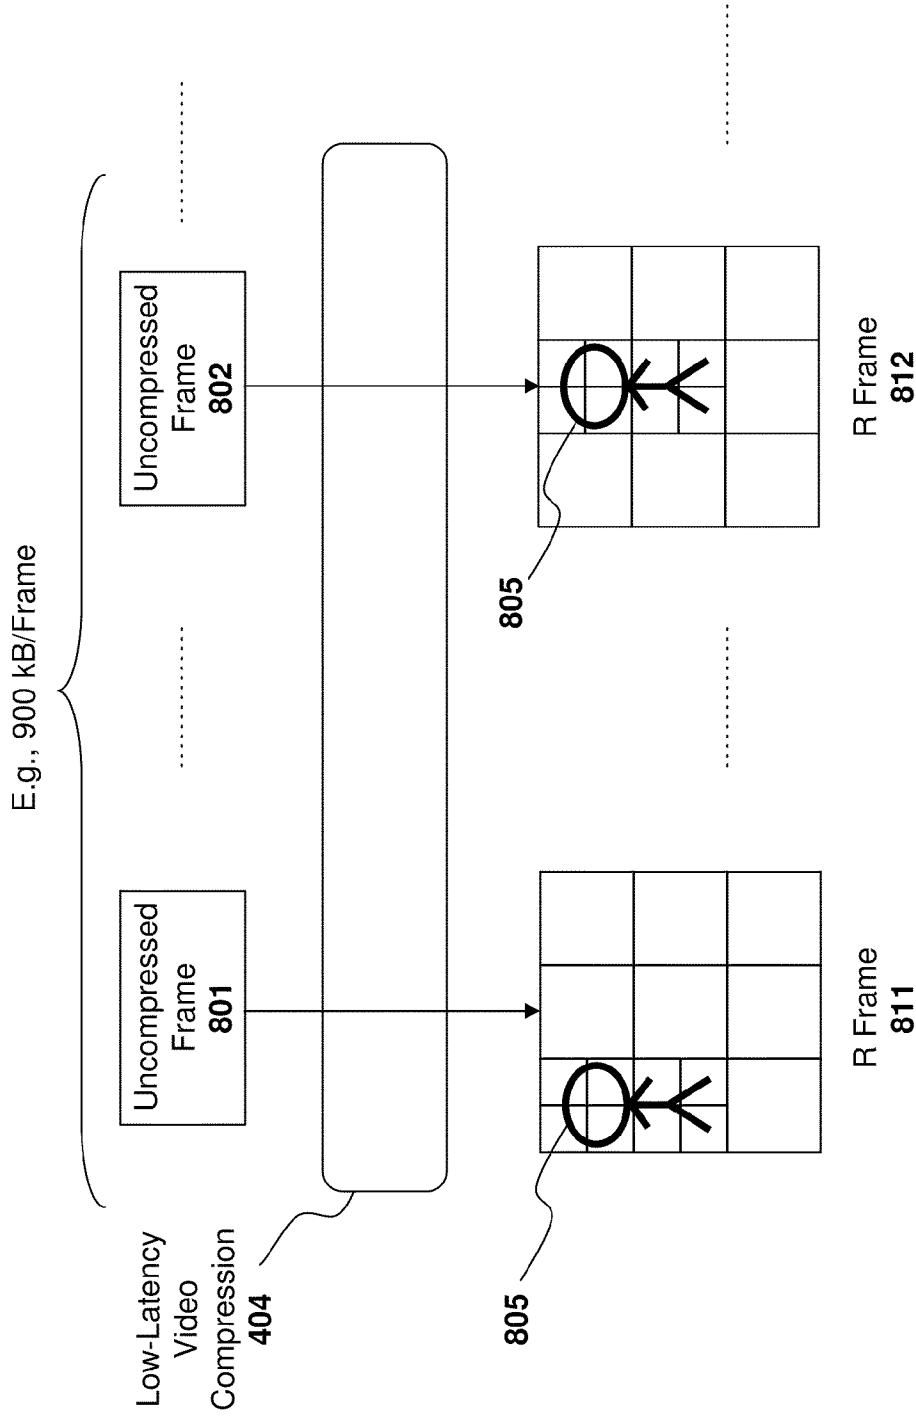 E.g., 900 kB/Frame
Uncompressed
Frame
801
Uncompressed
Frame
802
Low-Latency
Video
Compression
404
805
805
R Frame
811
R Frame
812